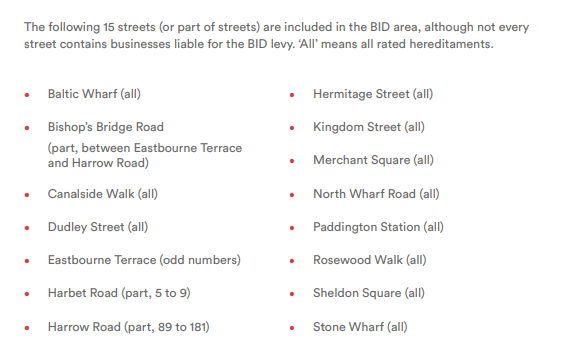 The following 15 streets (or part of streets) are included in the BID area, although not every
street contains businesses liable for the BID levy. ‘All’ means all rated hereditaments.
• Baltic Wharf (all)
• Bishop’s Bridge Road
(part, between Eastbourne Terrace
and Harrow Road)
• Canalside Walk (all)
• Dudley Street (all)
• Eastbourne Terrace (odd numbers)
• Harbet Road (part, 5 to 9)
• Harrow Road (part, 89 to 181)
• Hermitage Street (all)
• Kingdom Street (all)
• Merchant Square (all)
• North Wharf Road (all)
• Paddington Station (all)
• Rosewood Walk (all)
• Sheldon Square (all)
• Stone Wharf (all)